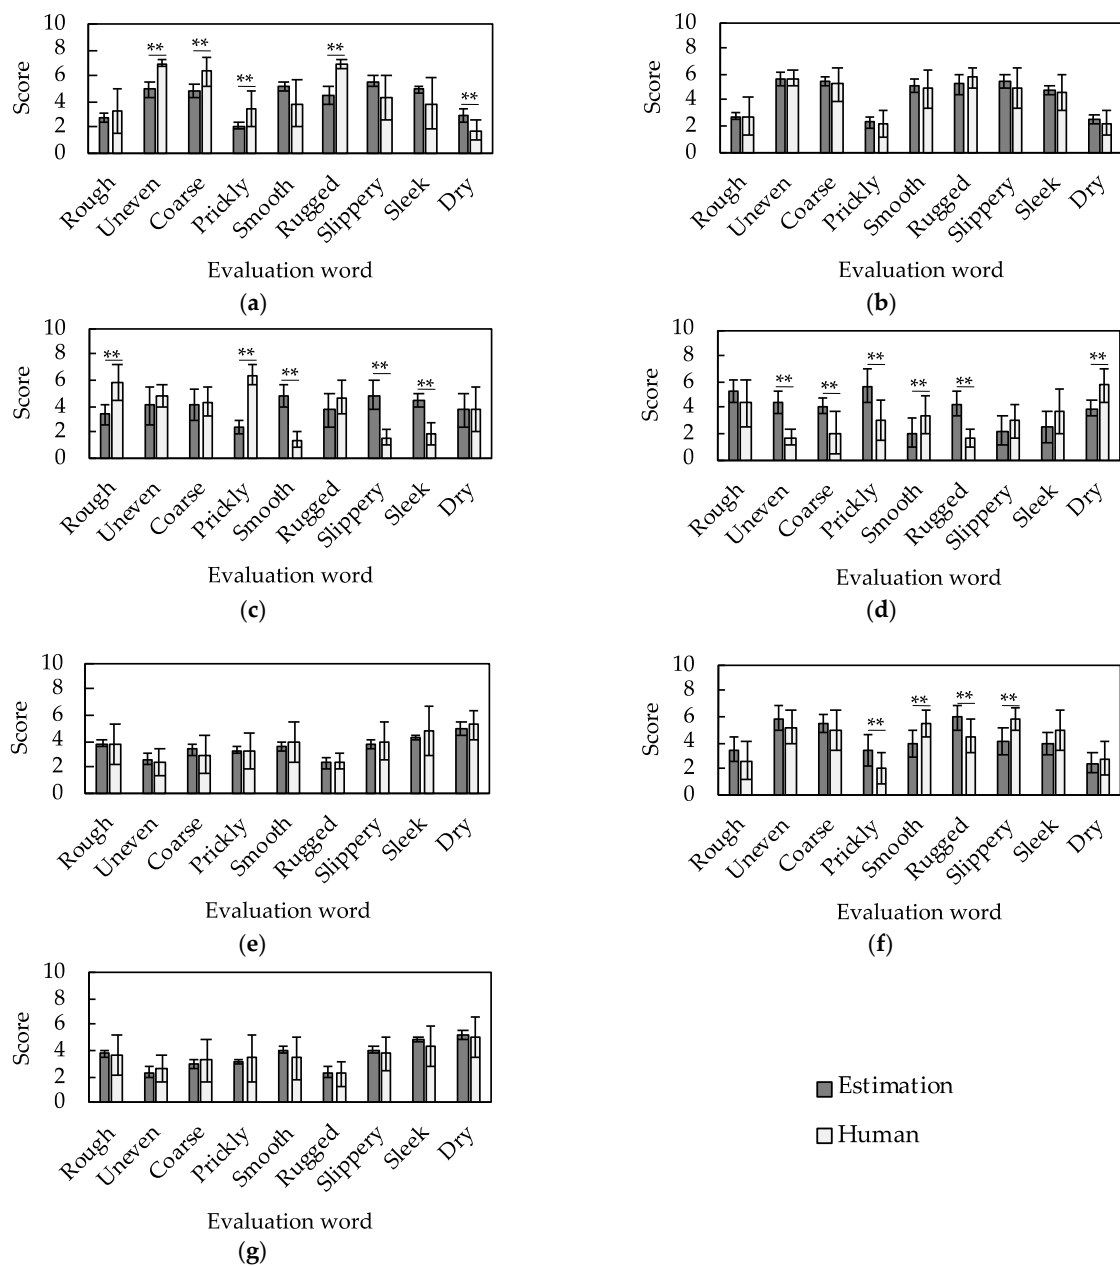 10
8
6
4
2
0
Score
** ** ** ** **
Rough Uneven Coarse Prickly Smooth Rugged Slippery Sleek Dry
Evaluation word
(a)
10
8
6
4
2
0
Score
Rough Uneven Coarse Prickly Smooth Rugged Slippery Sleek Dry
Evaluation word
(b)
10
8
6
4
2
0
Score
** ** ** ** **
Rough Uneven Coarse Prickly Smooth Rugged Slippery Sleek Dry
Evaluation word
(c)
10
8
6
4
2
0
Score
** ** ** ** ** **
Rough Uneven Coarse Prickly Smooth Rugged Slippery Sleek Dry
Evaluation word
(d)
10
8
6
4
2
0
Score
Rough Uneven Coarse Prickly Smooth Rugged Slippery Sleek Dry
Evaluation word
(e)
10
8
6
4
2
0
Score
** ** ** **
Rough Uneven Coarse Prickly Smooth Rugged Slippery Sleek Dry
Evaluation word
(f)
10
8
6
4
2
0
Score
Rough Uneven Coarse Prickly Smooth Rugged Slippery Sleek Dry
Evaluation word
(g)
Estimation
Human